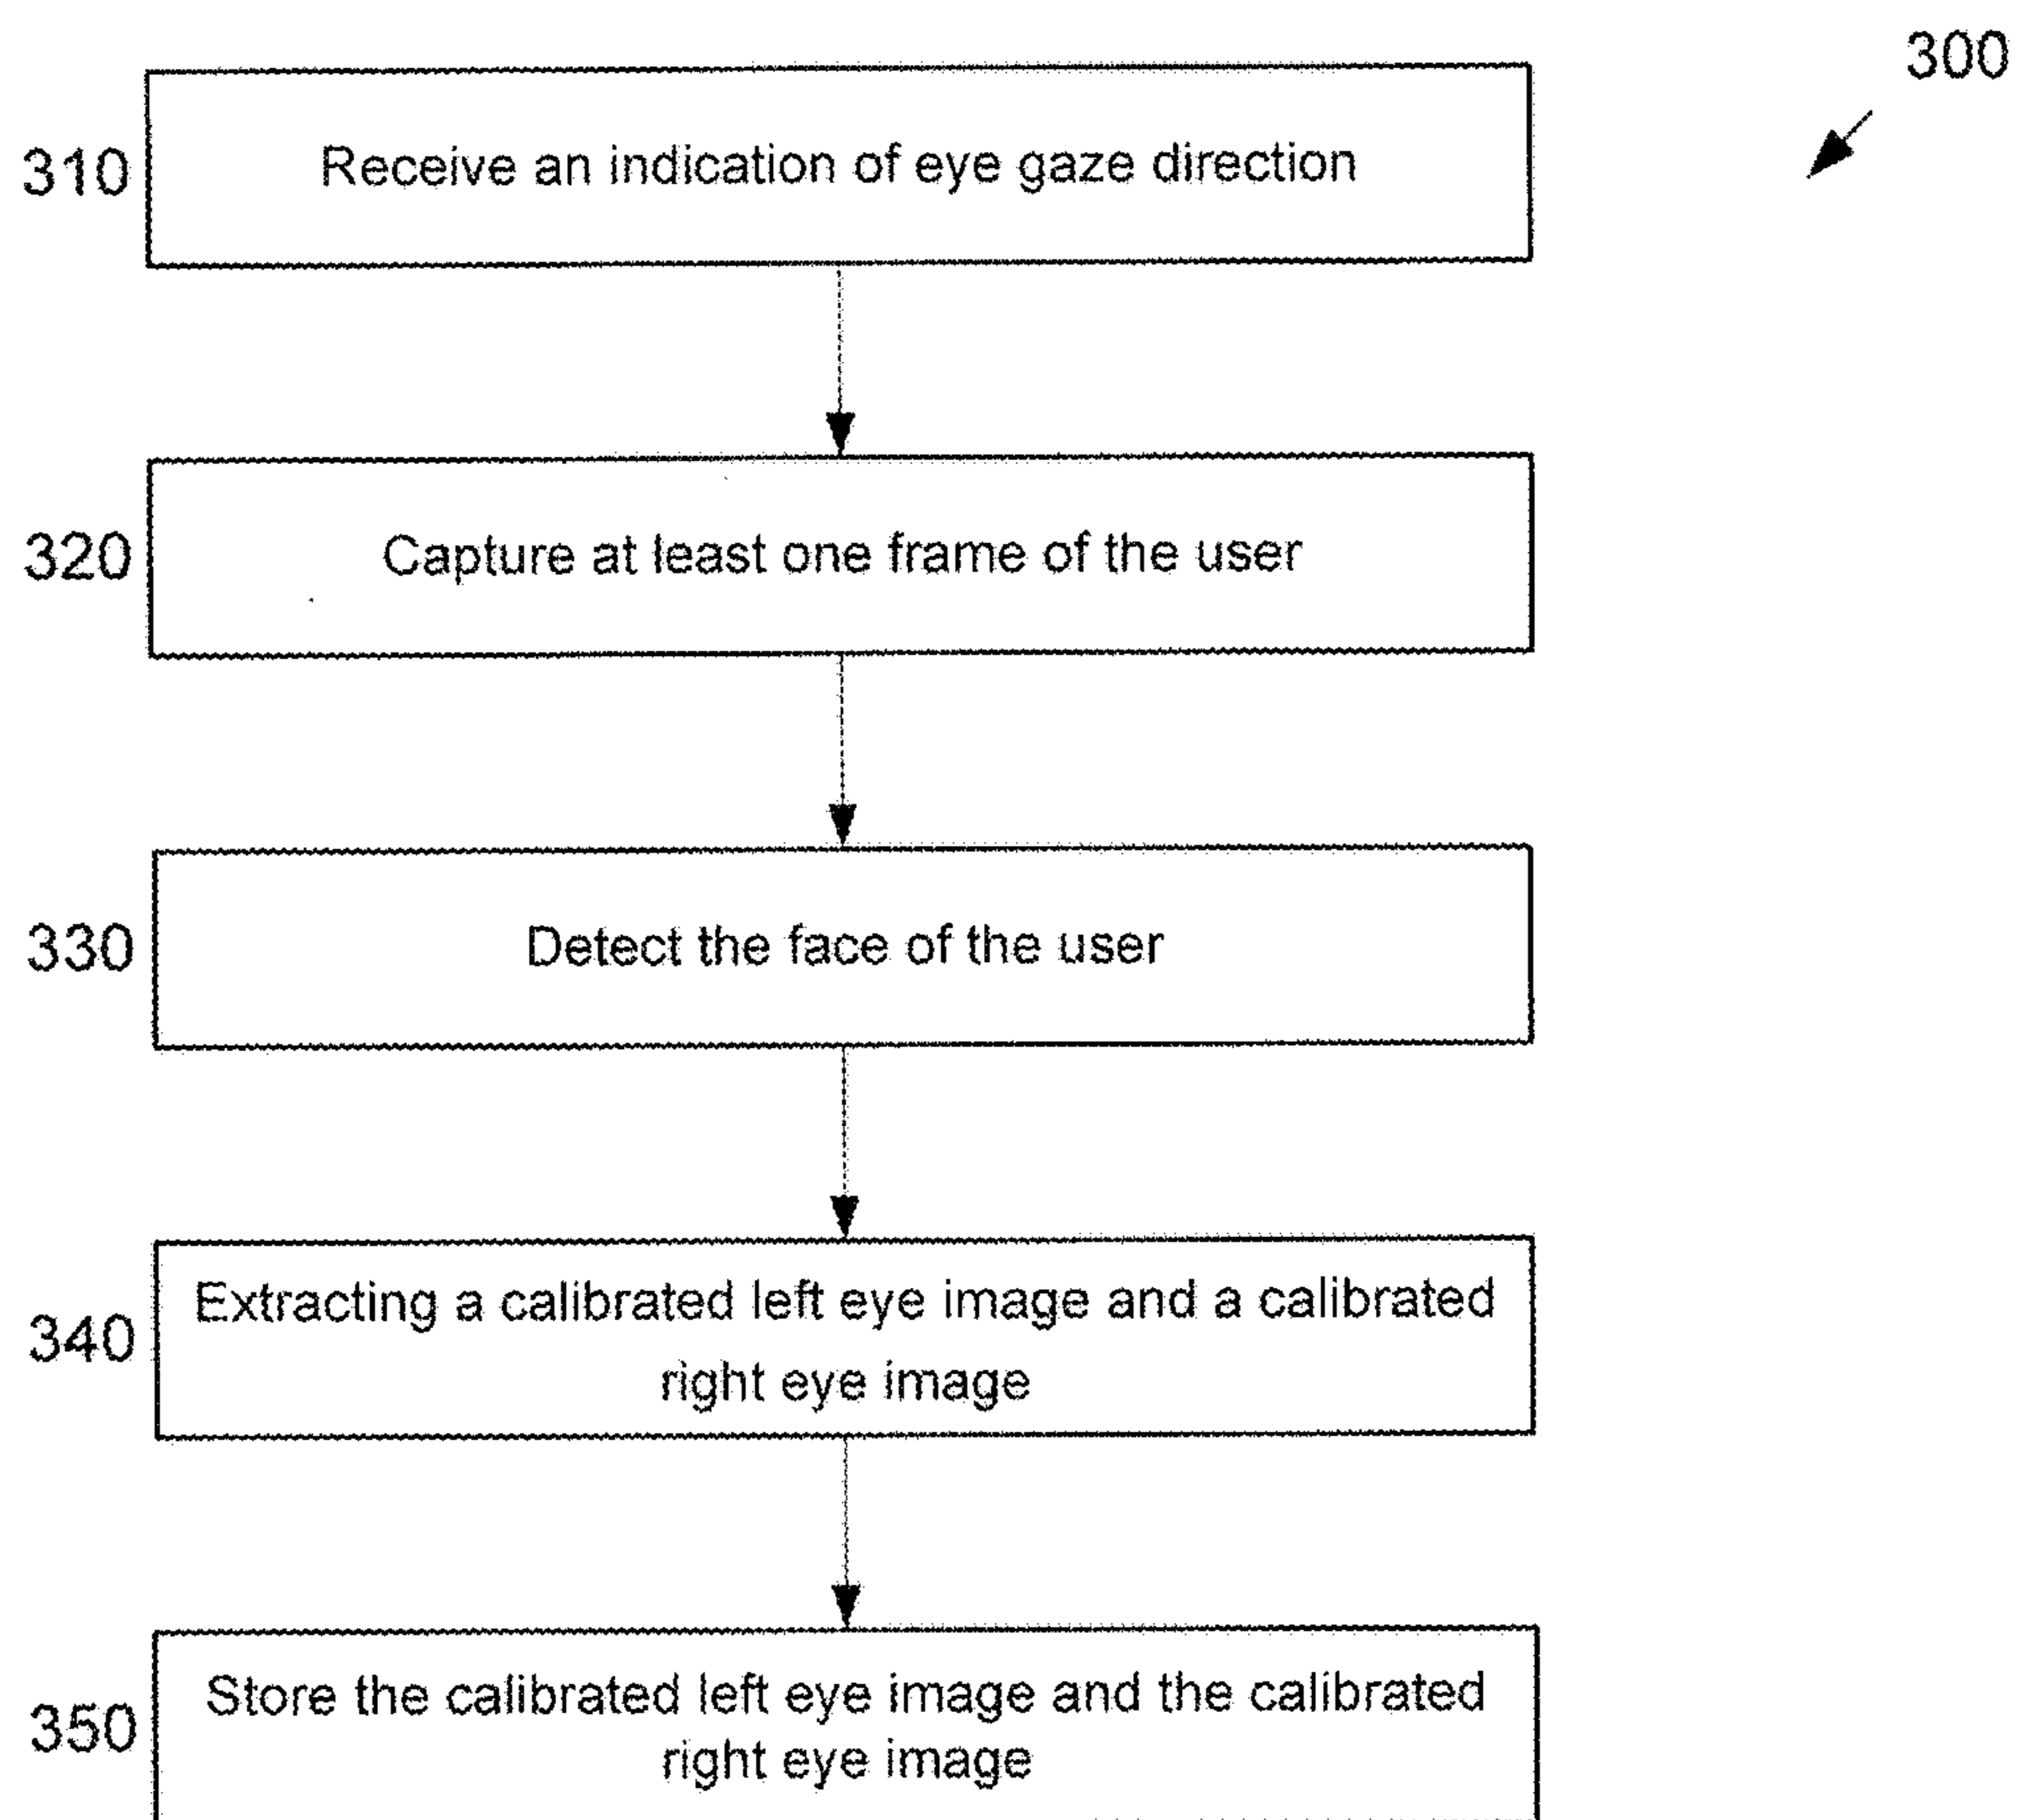 300
310
Receive an indication of eye gaze direction
320
Capture at least one frame of the user
330
Detect the face of the user
340
Extracting a calibrated left eye image and a calibrated
right eye image
350
Store the calibrated left eye image and the calibrated
right eye image